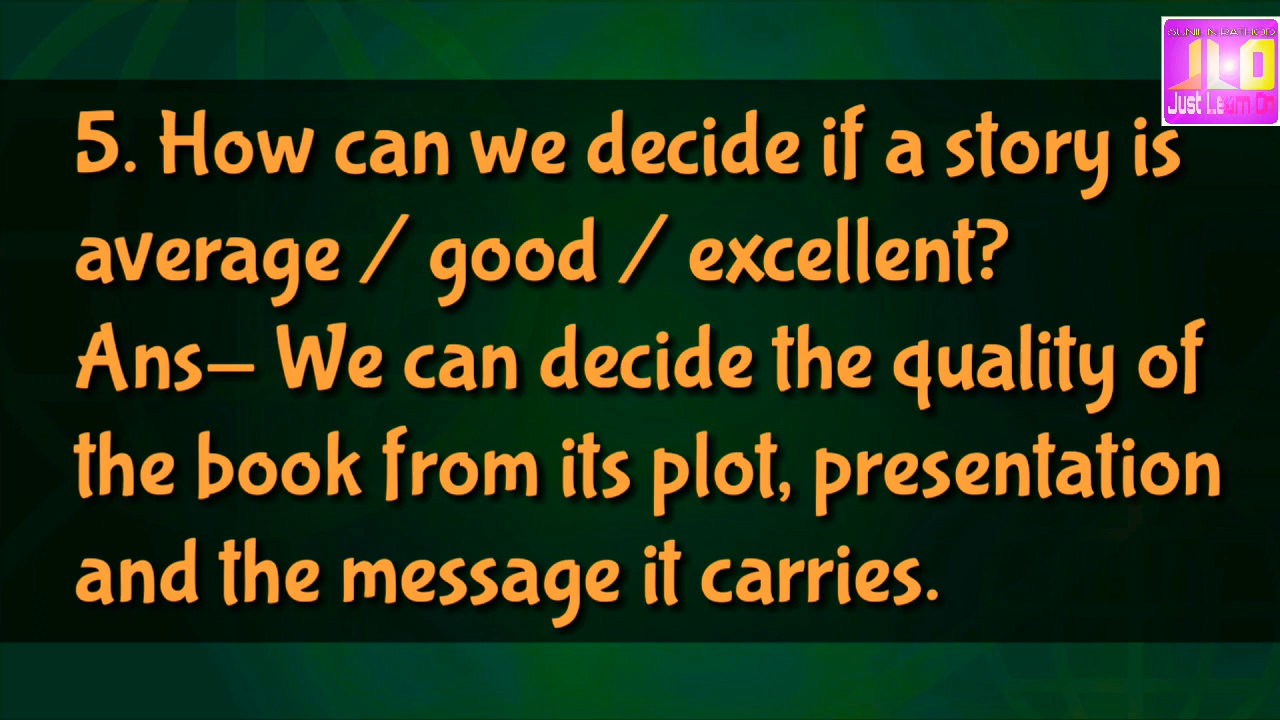 JLO
Just Learn On
5. How can we decide if a story is
average / good / excellent?
Ans– We can decide the quality of
the book from its plot, presentation
and the message it carries.